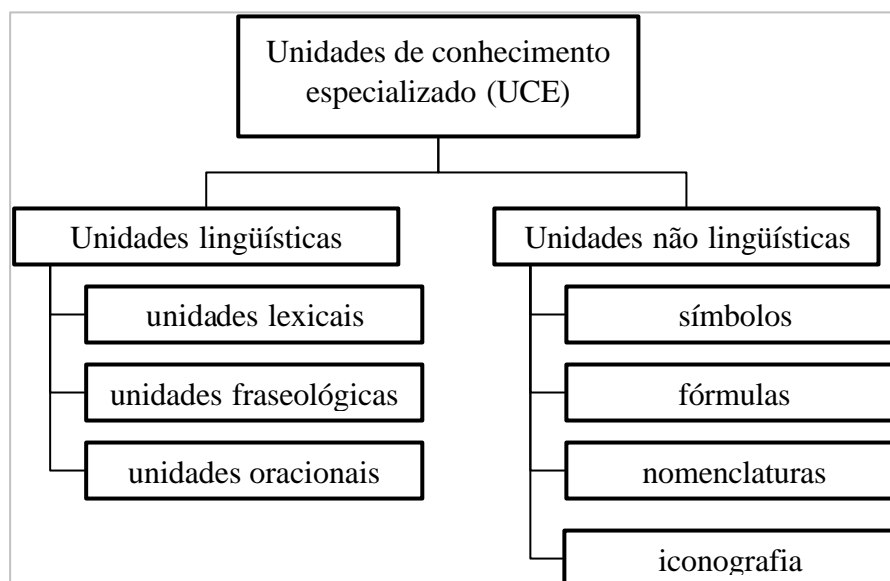 Unidades de conhecimento
especializado (UCE)
Unidades lingüísticas
unidades lexicais
unidades fraseológicas
unidades oracionais
Unidades não lingüísticas
símbolos
fórmulas
nomenclaturas
iconografia